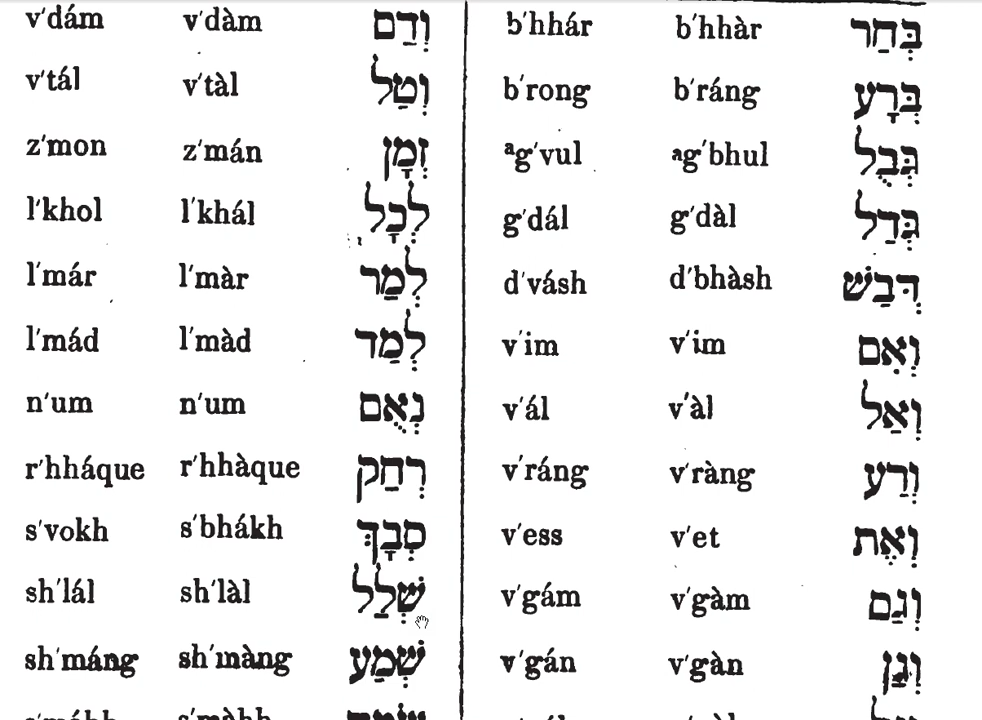 v'dám v'dàm וְדַם
v'tál v'tàl וְטַל
z'mon z'mán זְמָן
l'khol l'khál לְכָל
l'már l'màr לְמַר
l'mád l'màd לְמַד
n'um n'um נְאֻם
r'hháque r'hhàque רְחַק
s'vokh s'bhákh סְבָךְ
sh'lál sh'làl שְׁלַל
sh'máng sh'màng שְׁמַע
b'hhár b'hhàr בְּחַר
b'rong b'ráng בְּרָע
ªg'vul ªg'bhul גְּבֻל
g'dál g'dàl גְּדַל
d'vásh d'bhàsh דְּבַשׁ
v'im v'im וְאִם
v'ál v'àl וְאַל
v'ráng v'ràng וְרַע
v'ess v'et וְאֶת
v'gám v'gàm וְגַם
v'gán v'gàn וְגַן